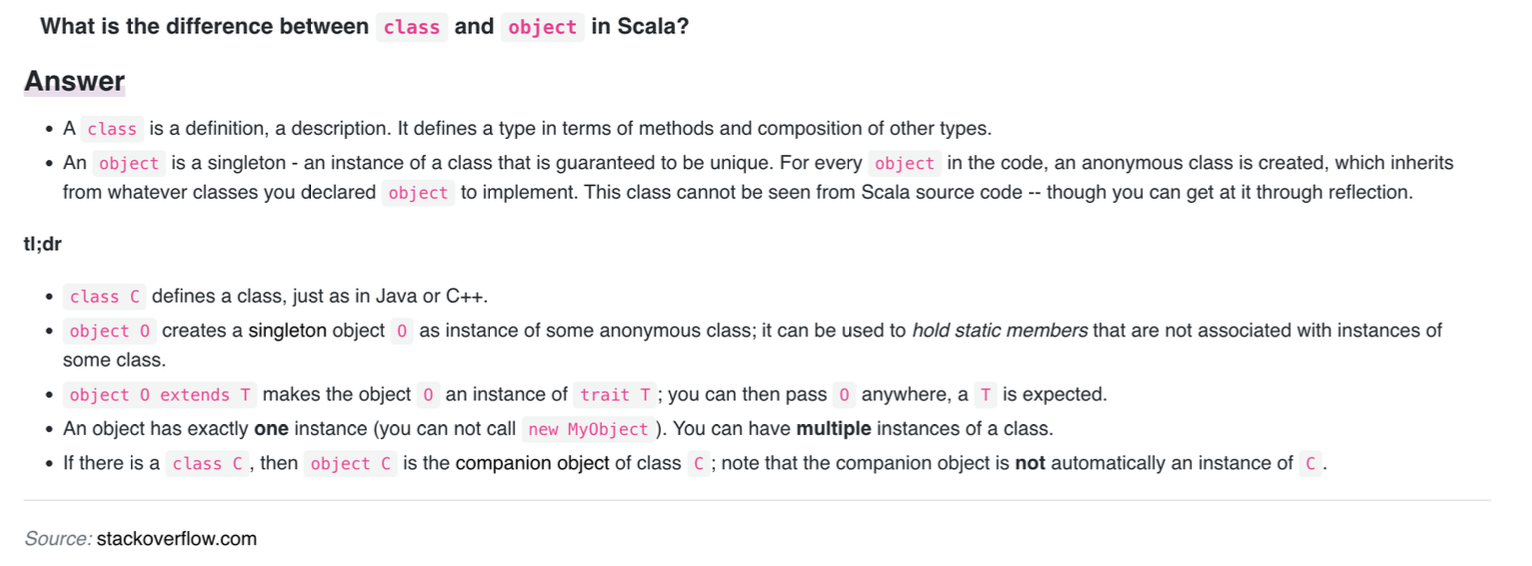 What is the difference between class and object in Scala?
Answer
• A class is a definition, a description. It defines a type in terms of methods and composition of other types.
• An object is a singleton - an instance of a class that is guaranteed to be unique. For every object in the code, an anonymous class is created, which inherits
from whatever classes you declared object to implement. This class cannot be seen from Scala source code -- though you can get at it through reflection.
tl;dr
• class C defines a class, just as in Java or C++.
• object O creates a singleton object O as instance of some anonymous class; it can be used to hold static members that are not associated with instances of
some class.
• object O extends T makes the object O an instance of trait T; you can then pass O anywhere, a T is expected.
• An object has exactly one instance (you can not call new MyObject). You can have multiple instances of a class.
• If there is a class C, then object C is the companion object of class C; note that the companion object is not automatically an instance of C.
Source: stackoverflow.com